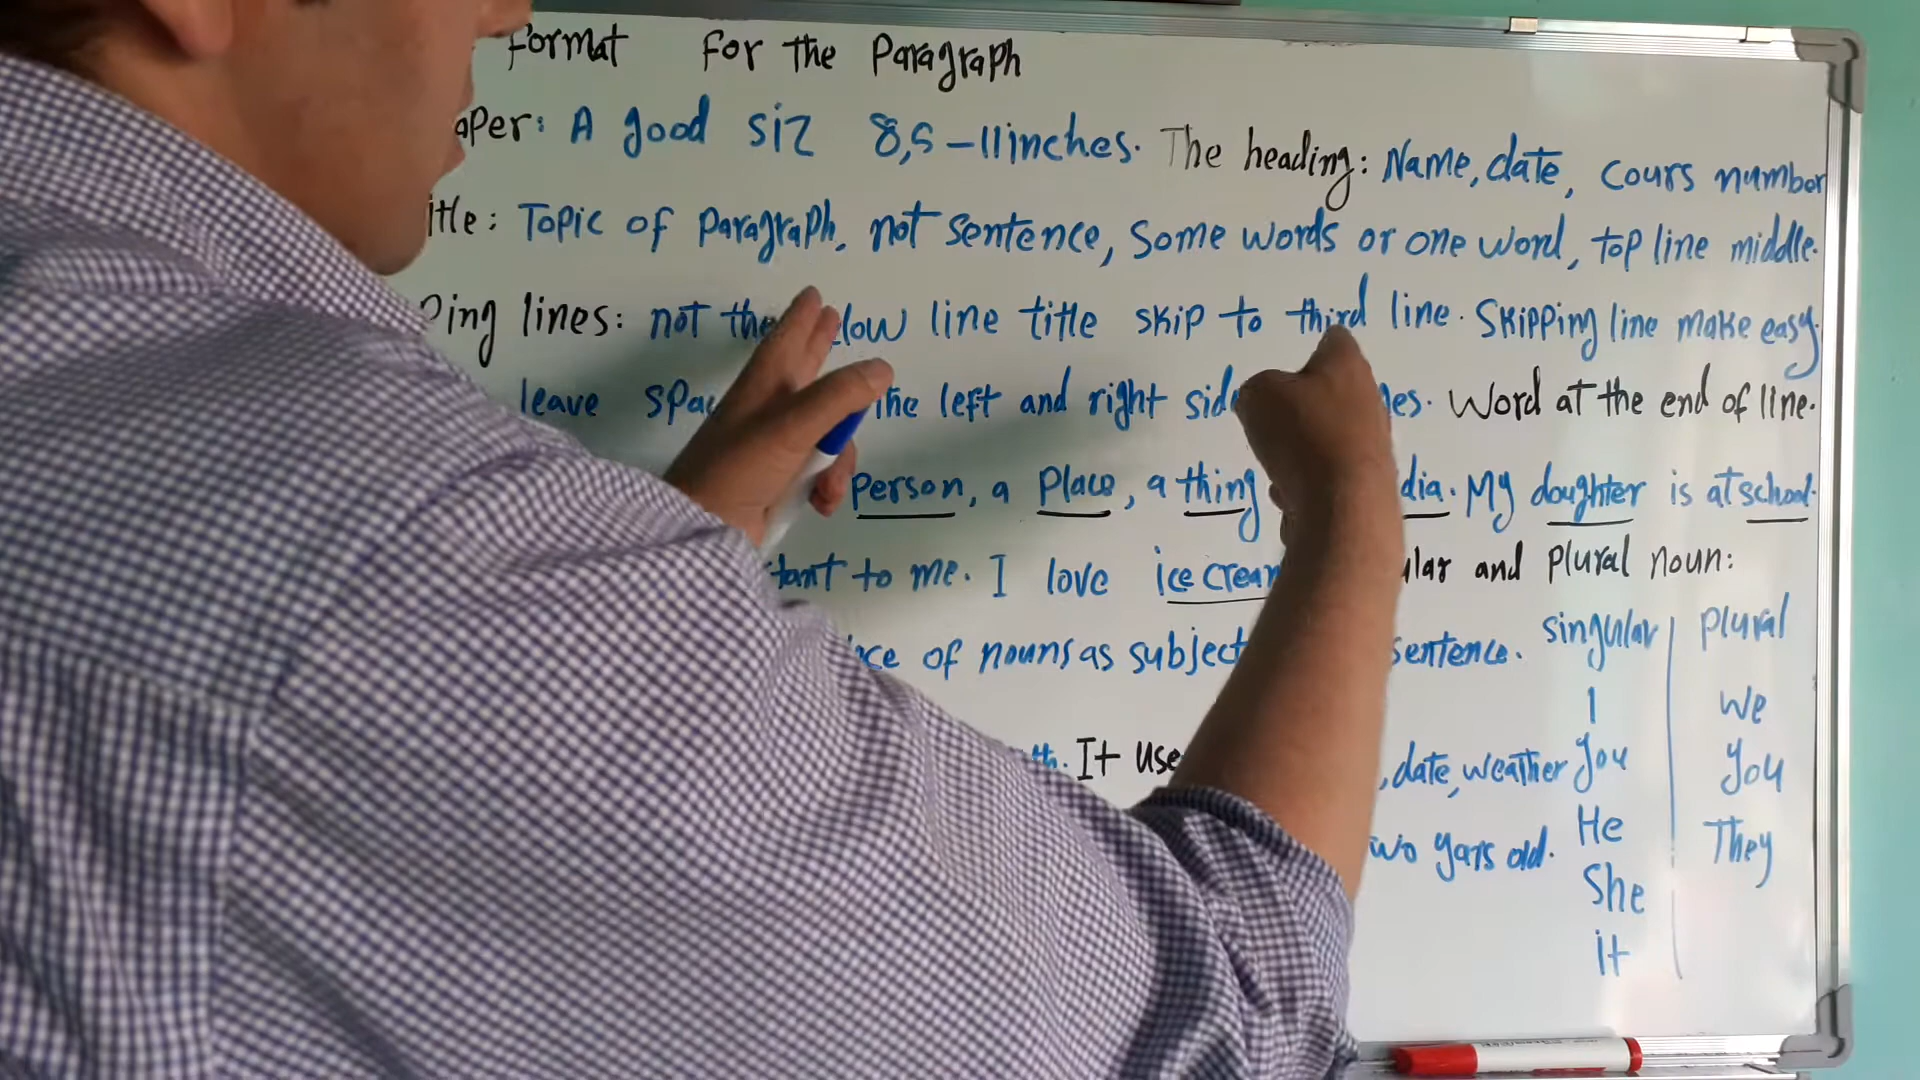 format for the Paragraph
aper: A good siz 8,5-11inches. The heading: Name, date, cours number
itle: Topic of Paragraph, not sentence, some words or one word, top line middle.
Ping lines: not the low line title skip to third line. Skipping line make easy.
leave spac the left and right side es. Word at the end of line.
person, a place, a thing dia. My doughter is at school.
tant to me. I love ice cream ular and plural noun:
ce of nouns as subject sentence. singular plural
I we
th. It use , date, weather you you
wo yars old. He They
She
it